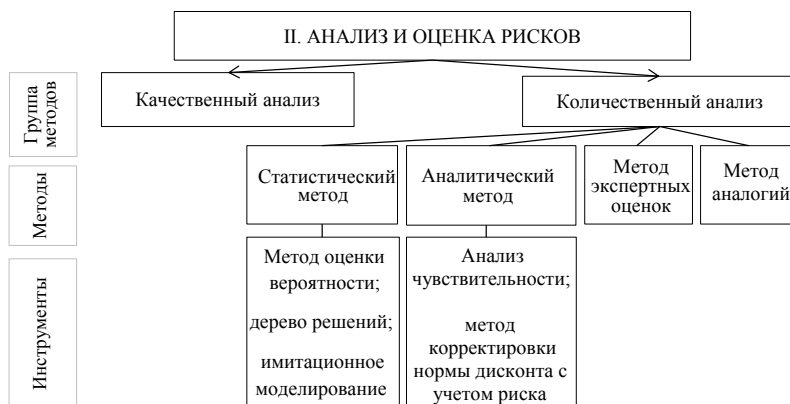 II. АНАЛИЗ И ОЦЕНКА РИСКОВ
Группа
методов
Качественный анализ
Количественный анализ
Методы
Статистический
метод
Аналитический
метод
Метод
экспертных
оценок
Метод
аналогий
Инструменты
Метод оценки
вероятности;
дерево решений;
имитационное
моделирование
Анализ
чувствительности;
метод
корректировки
нормы дисконта с
учетом риска